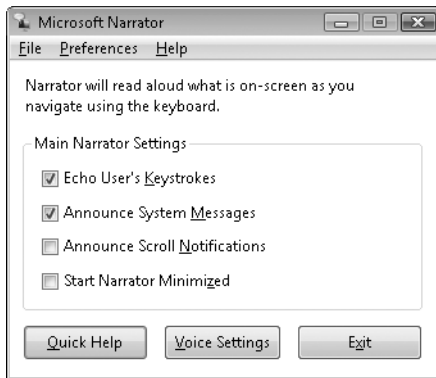 Microsoft Narrator
File Preferences Help
Narrator will read aloud what is on-screen as you
navigate using the keyboard.
Main Narrator Settings
Echo User's Keystrokes
Announce System Messages
Announce Scroll Notifications
Start Narrator Minimized
Quick Help Voice Settings Exit